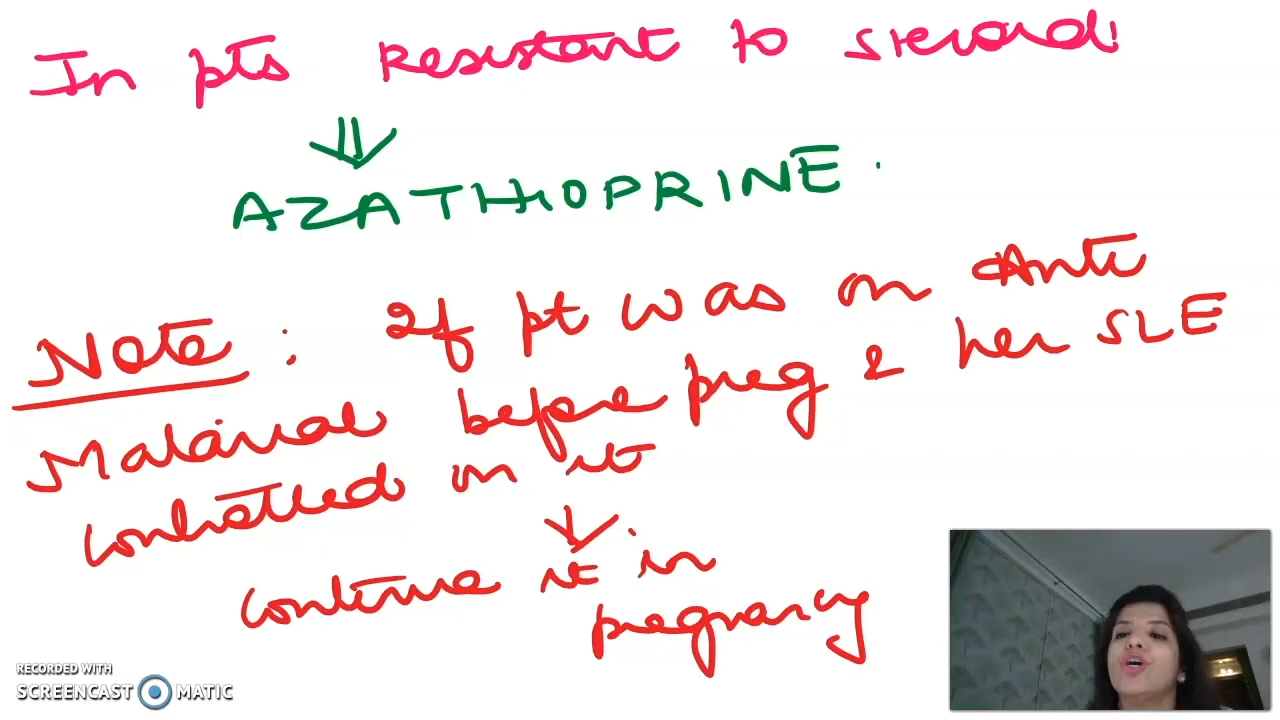 In pts Resistant to steroids
AZATHIOPRINE.
Note: If pt was on Anti
Malarial before preg & her SLE
controlled on it
continue it in
pregnancy
RECORDED WITH
SCREENCAST MATIC